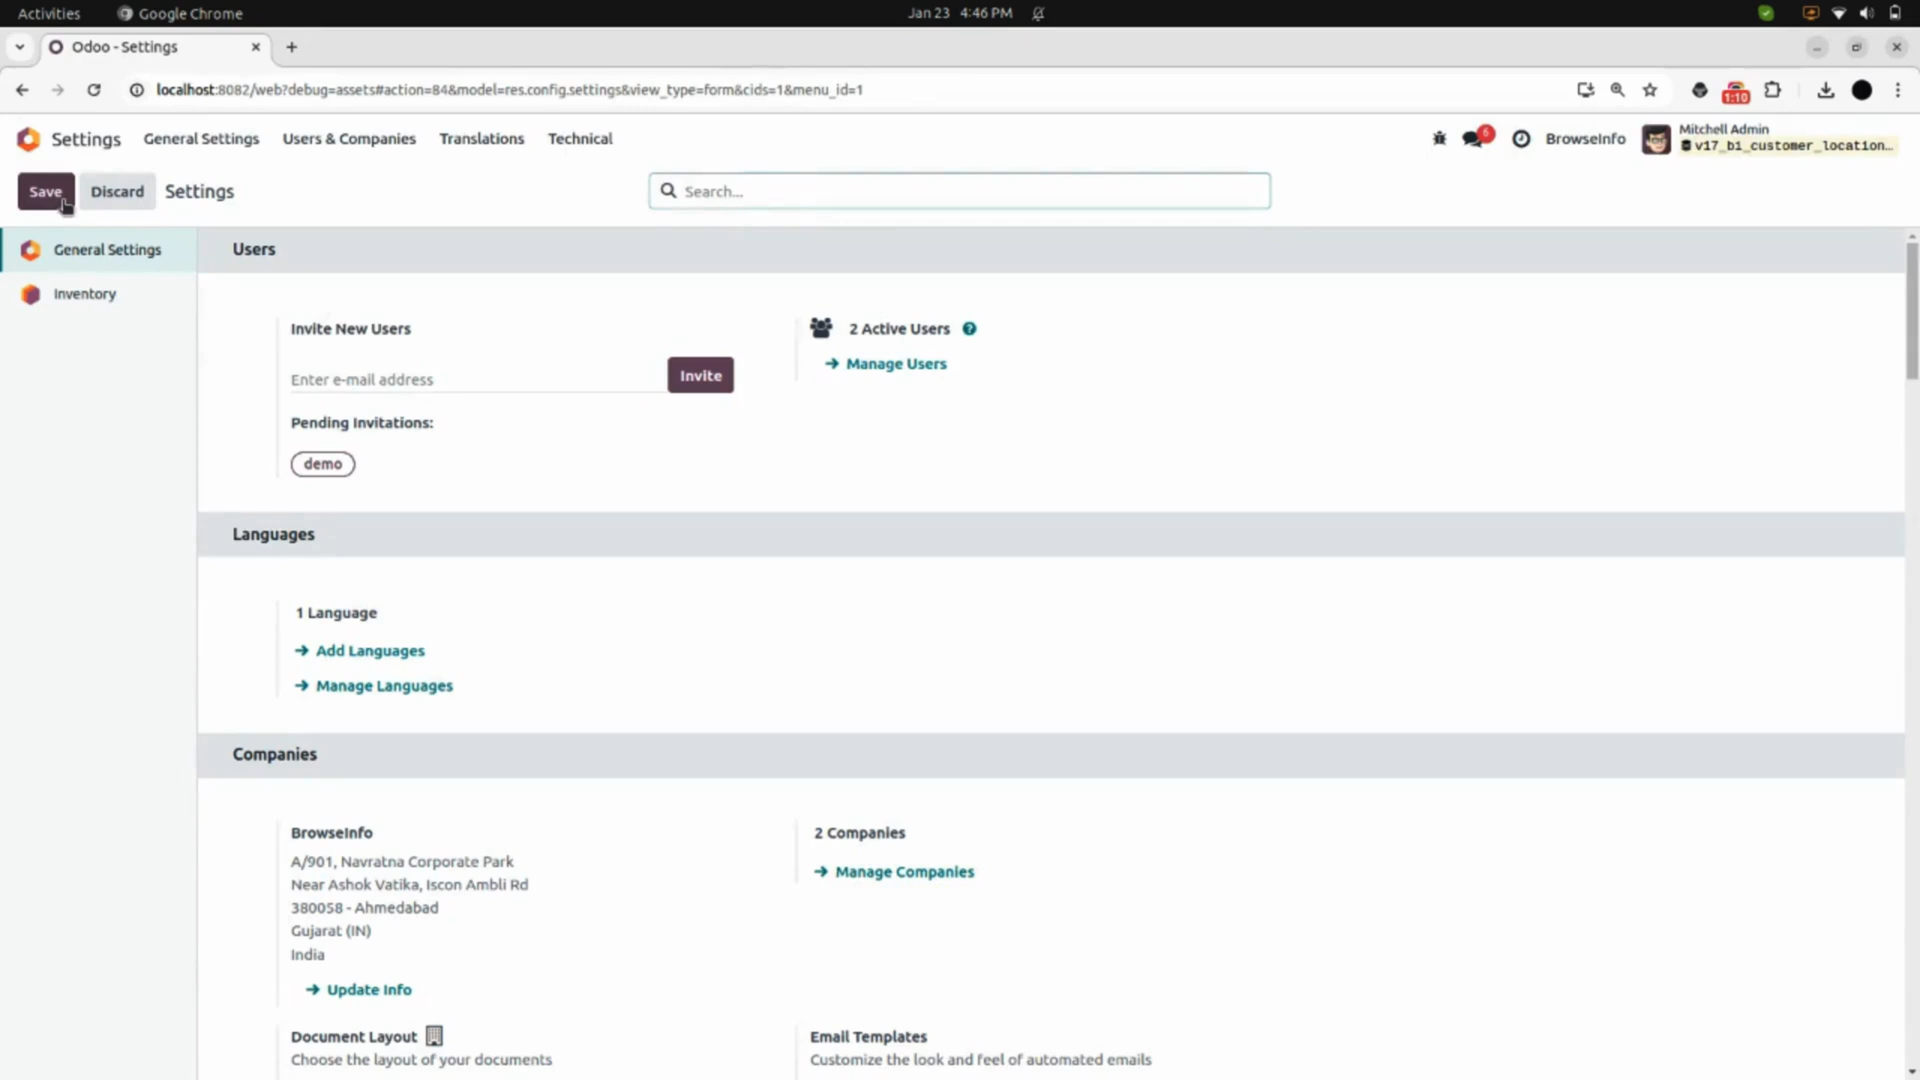 Activities Google Chrome Jan 23 4:46 PM
Odoo - Settings
localhost:8082/web?debug=assets#action=84&model=res.config.settings&view_type=form&cids=1&menu_id=1
1:10
Settings General Settings Users & Companies Translations Technical 6 BrowseInfo Mitchell Admin
v17_bi_customer_location...
Save Discard Settings Search...
General Settings
Inventory
Users
Invite New Users
Enter e-mail address Invite
Pending Invitations:
demo
2 Active Users ?
Manage Users
Languages
1 Language
Add Languages
Manage Languages
Companies
BrowseInfo
A/901, Navratna Corporate Park
Near Ashok Vatika, Iscon Ambli Rd
380058 - Ahmedabad
Gujarat (IN)
India
Update Info
2 Companies
Manage Companies
Document Layout
Choose the layout of your documents
Email Templates
Customize the look and feel of automated emails